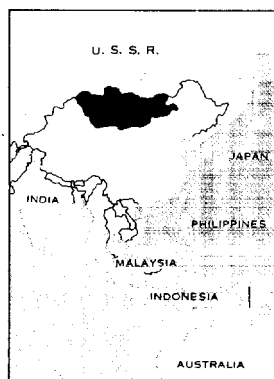 U. S. S. R.
JAPAN
INDIA
PHILIPPINES
MALAYSIA
INDONESIA
AUSTRALIA